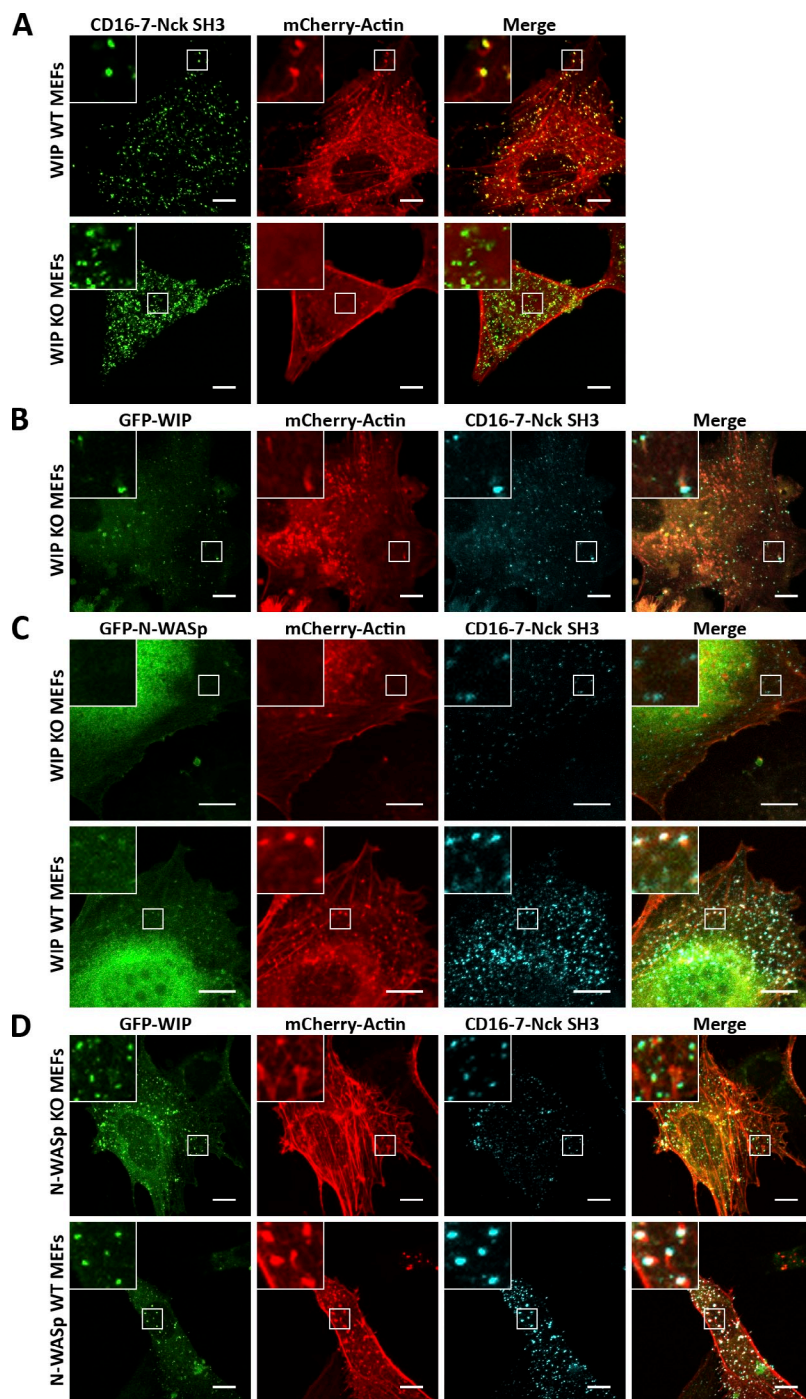 A
CD16-7-Nck SH3 mCherry-Actin Merge
WIP WT MEFs
WIP KO MEFs
B
GFP-WIP mCherry-Actin CD16-7-Nck SH3 Merge
WIP KO MEFs
C
GFP-N-WASp mCherry-Actin CD16-7-Nck SH3 Merge
WIP KO MEFs
WIP WT MEFs
D
GFP-WIP mCherry-Actin CD16-7-Nck SH3 Merge
N-WASp KO MEFs
N-WASp WT MEFs